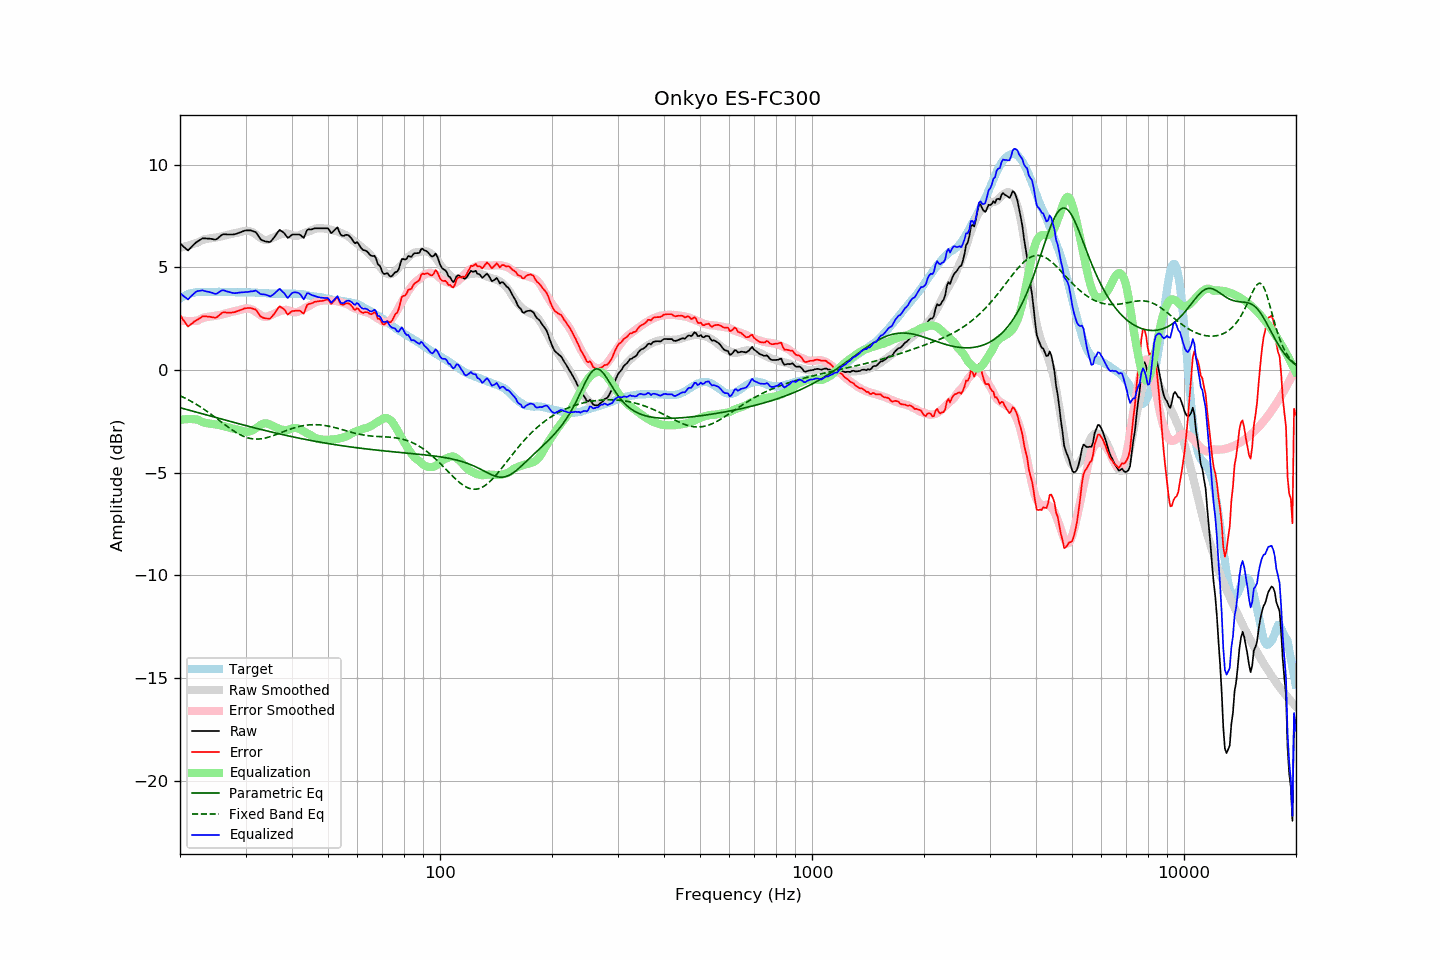 Onkyo ES-FC300
10
5
0
−5
−10
−15
−20
Amplitude (dBr)
Target
Raw Smoothed
Error Smoothed
Raw
Error
Equalization
Parametric Eq
Fixed Band Eq
Equalized
100
1000
10000
Frequency (Hz)